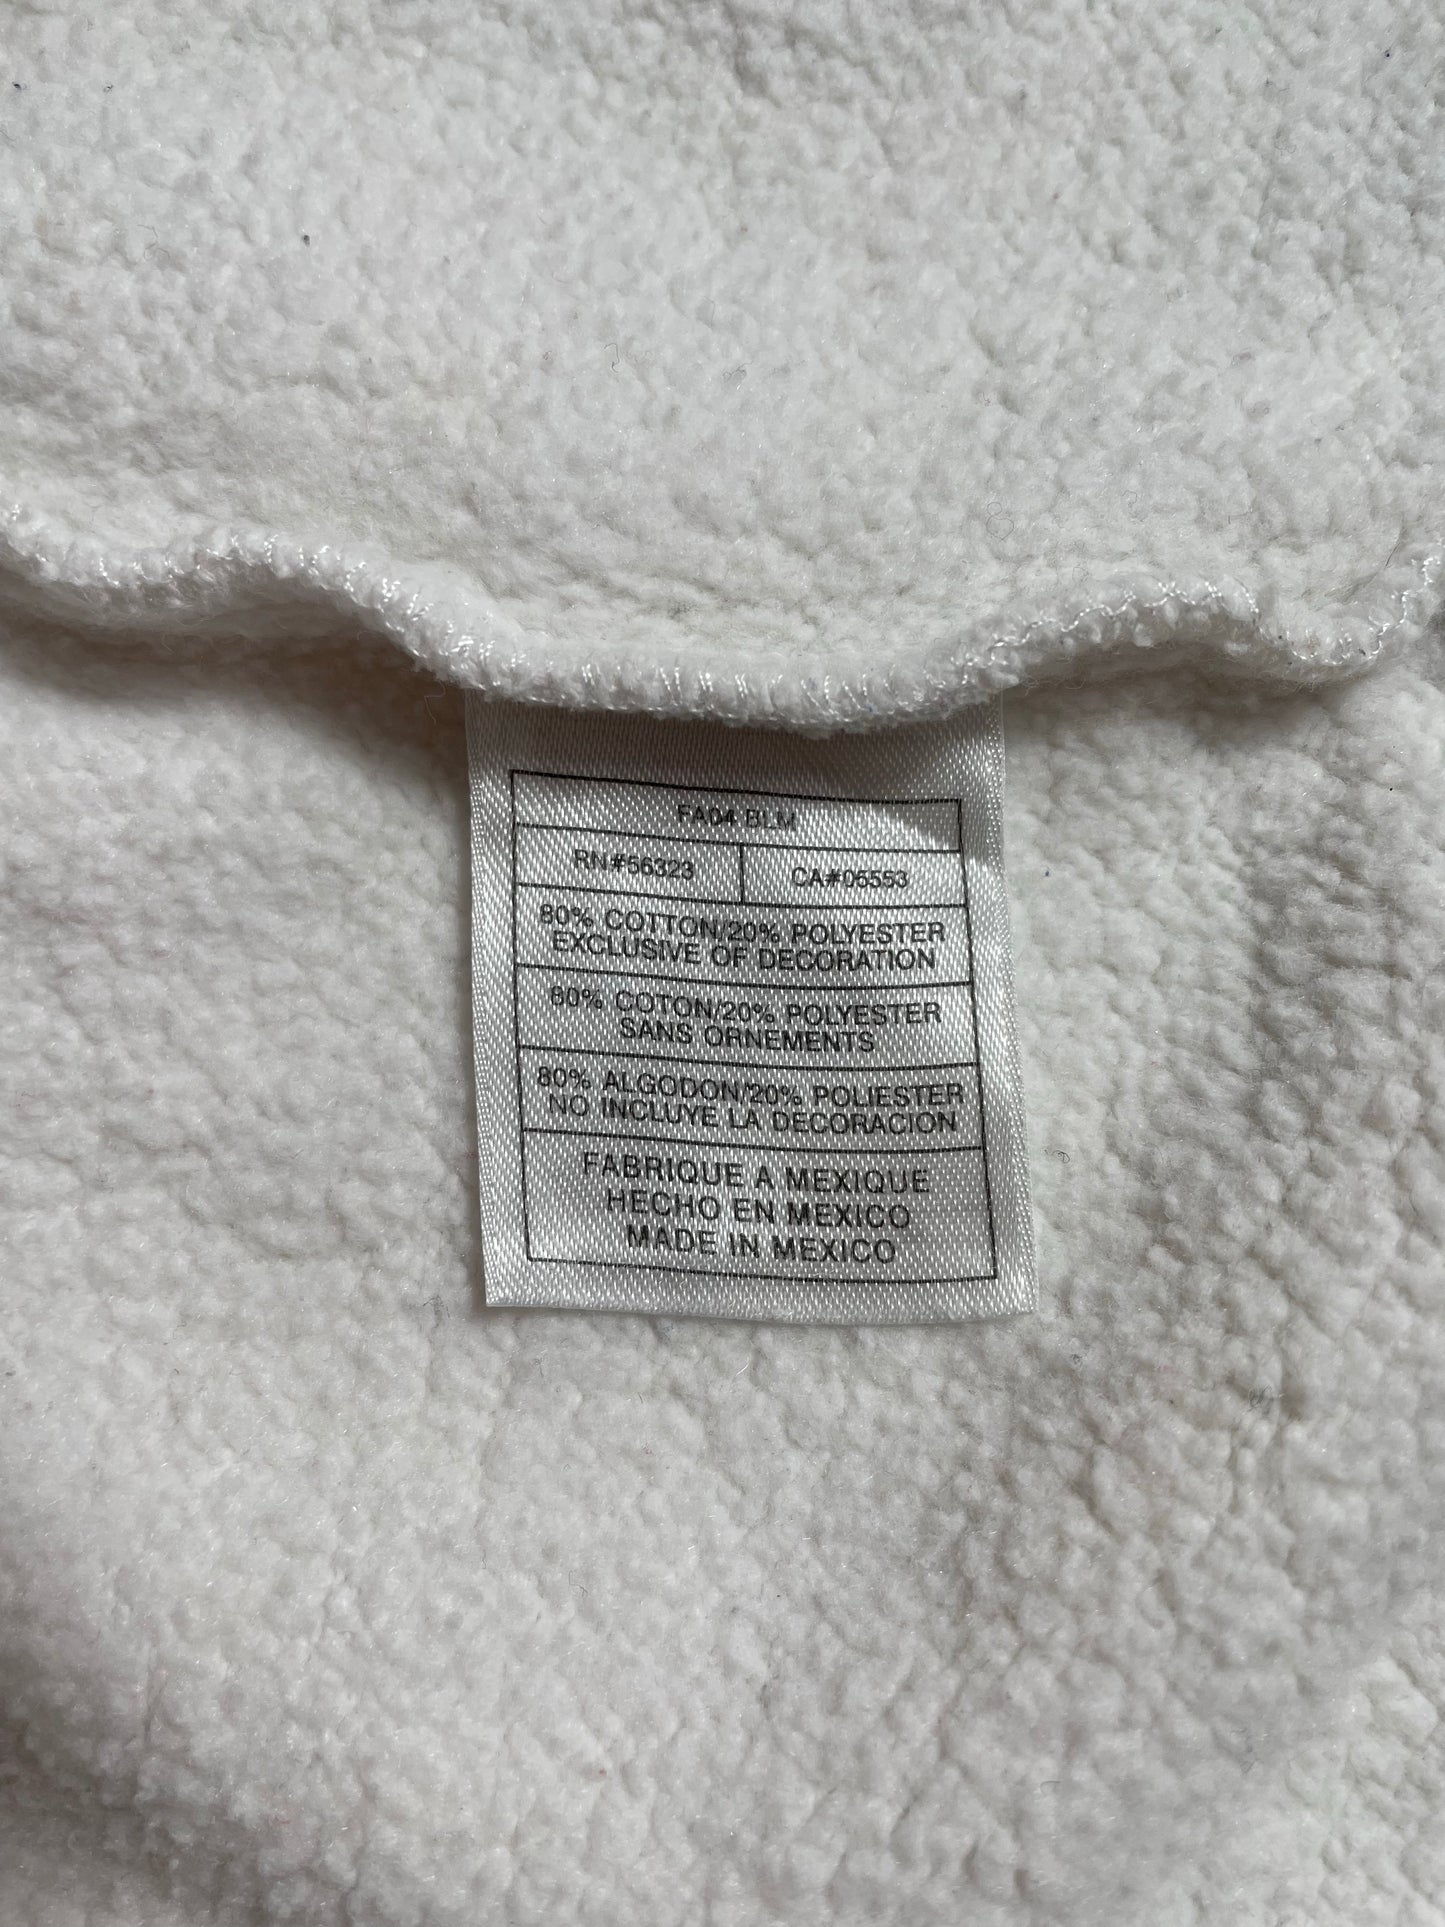 FA04 BLM
RN#56323 CA#05553
80% COTTON/20% POLYESTER
EXCLUSIVE OF DECORATION
80% COTON/20% POLYESTER
SANS ORNEMENTS
80% ALGODON/20% POLIESTER
NO INCLUYE LA DECORACION
FABRIQUE A MEXIQUE
HECHO EN MEXICO
MADE IN MEXICO